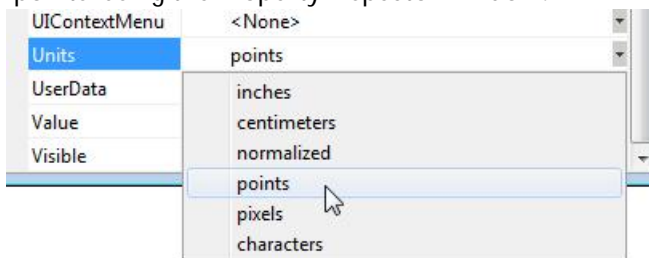 UIContextMenu <None>
Units points
UserData
Value
Visible
inches
centimeters
normalized
points
pixels
characters